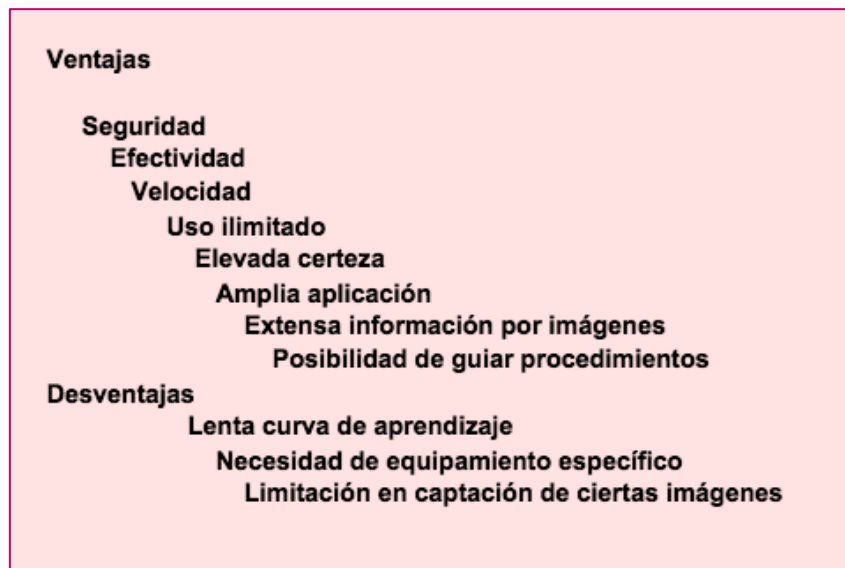 Ventajas
Seguridad
Efectividad
Velocidad
Uso ilimitado
Elevada certeza
Amplia aplicación
Extensa información por imágenes
Posibilidad de guiar procedimientos
Desventajas
Lenta curva de aprendizaje
Necesidad de equipamiento específico
Limitación en captación de ciertas imágenes